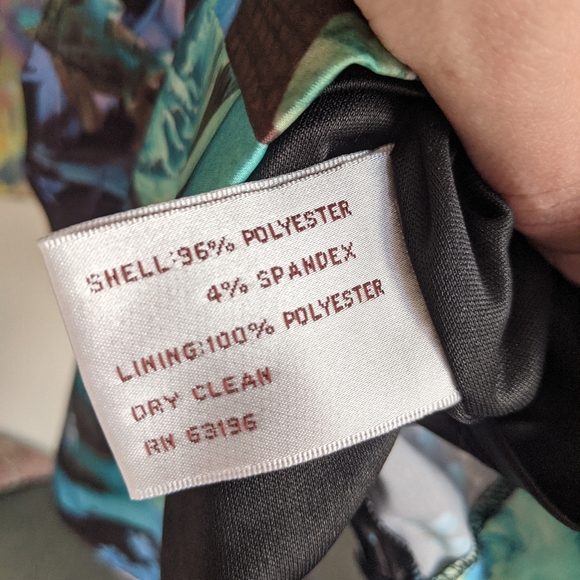 SHELL:96% POLYESTER
4% SPANDEX
LINING:100% POLYESTER
DRY CLEAN
RN 63196